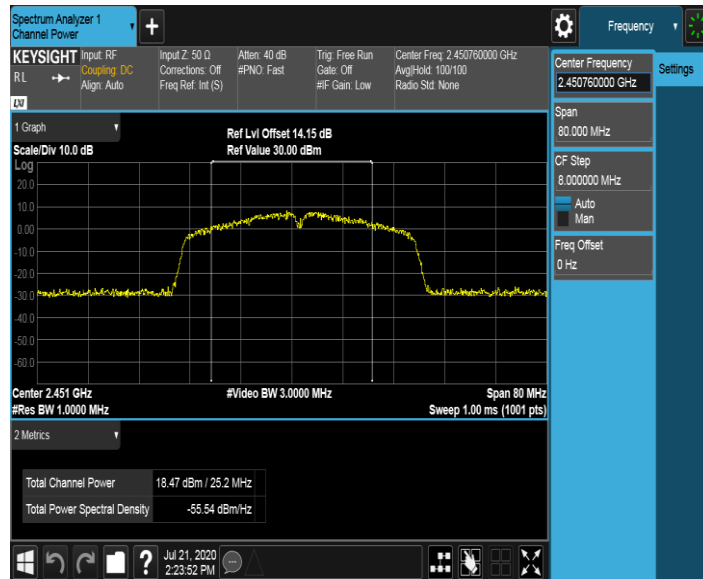 Spectrum Analyzer 1
Channel Power
+
Frequency
KEYSIGHT
RL
LXI
Input: RF
Coupling: DC
Align: Auto
Input Z: 50 Ω
Corrections: Off
Freq Ref: Int (S)
Atten: 40 dB
#PNO: Fast
Trig: Free Run
Gate: Off
#IF Gain: Low
Center Freq: 2.450760000 GHz
Avg|Hold: 100/100
Radio Std: None
Center Frequency
2.450760000 GHz
Settings
Span
80.000 MHz
CF Step
8.000000 MHz
Auto
Man
Freq Offset
0 Hz
1 Graph
Scale/Div 10.0 dB
Ref Lvl Offset 14.15 dB
Ref Value 30.00 dBm
Log
20.0
10.0
0.00
-10.0
-20.0
-30.0
-40.0
-50.0
-60.0
Center 2.451 GHz
#Video BW 3.0000 MHz
Span 80 MHz
#Res BW 1.0000 MHz
Sweep 1.00 ms (1001 pts)
2 Metrics
Total Channel Power 18.47 dBm / 25.2 MHz
Total Power Spectral Density -55.54 dBm/Hz
?
Jul 21, 2020
2:23:52 PM